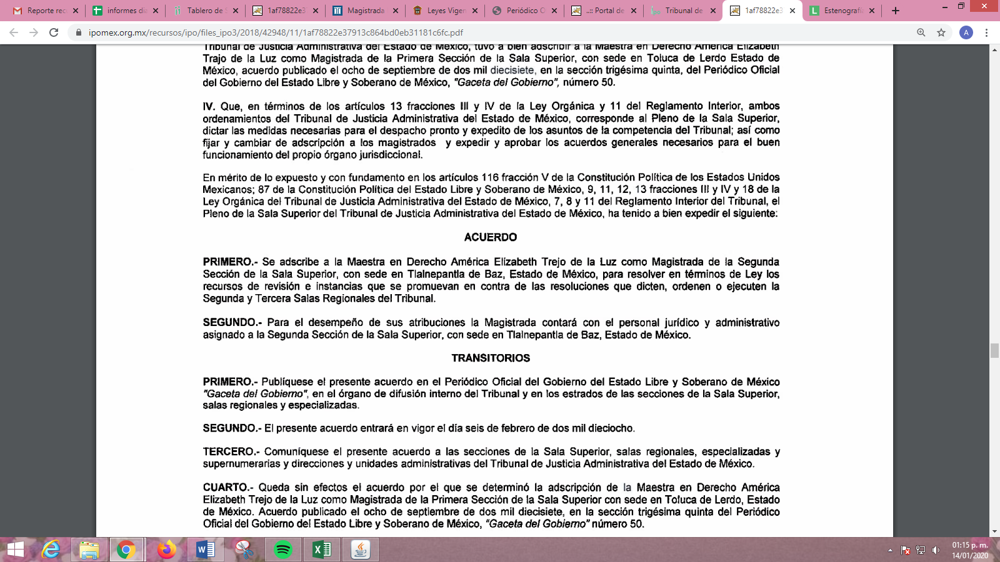 Reporte rec
informes dia
Tablero de S
1af78822e3
Magistrada
Leyes Vigen
Periódico O
..:: Portal de
Tribunal de
1af78822e3
Estenografí
ipomex.org.mx/recursos/ipo/files_ipo3/2018/42948/11/1af78822e37913c864bd0eb31181c6fc.pdf
A
Tribunal de Justicia Administrativa del Estado de México, tuvo a bien adscribir a la Maestra en Derecho América Elizabeth
Trajo de la Luz como Magistrada de la Primera Sección de la Sala Superior, con sede en Toluca de Lerdo Estado de
México, acuerdo publicado el ocho de septiembre de dos mil diecisiete, en la sección trigésima quinta, del Periódico Oficial
del Gobierno del Estado Libre y Soberano de México, "Gaceta del Gobierno", número 50.
IV. Que, en términos de los artículos 13 fracciones III y IV de la Ley Orgánica y 11 del Reglamento Interior, ambos
ordenamientos del Tribunal de Justicia Administrativa del Estado de México, corresponde al Pleno de la Sala Superior,
dictar las medidas necesarias para el despacho pronto y expedito de los asuntos de la competencia del Tribunal; así como
fijar y cambiar de adscripción a los magistrados y expedir y aprobar los acuerdos generales necesarios para el buen
funcionamiento del propio órgano jurisdiccional.
En mérito de lo expuesto y con fundamento en los artículos 116 fracción V de la Constitución Política de los Estados Unidos
Mexicanos; 87 de la Constitución Política del Estado Libre y Soberano de México, 9, 11, 12, 13 fracciones III y IV y 18 de la
Ley Orgánica del Tribunal de Justicia Administrativa del Estado de México, 7, 8 y 11 del Reglamento Interior del Tribunal, el
Pleno de la Sala Superior del Tribunal de Justicia Administrativa del Estado de México, ha tenido a bien expedir el siguiente:
ACUERDO
PRIMERO.- Se adscribe a la Maestra en Derecho América Elizabeth Trejo de la Luz como Magistrada de la Segunda
Sección de la Sala Superior, con sede en Tlalnepantla de Baz, Estado de México, para resolver en términos de Ley los
recursos de revisión e instancias que se promuevan en contra de las resoluciones que dicten, ordenen o ejecuten la
Segunda y Tercera Salas Regionales del Tribunal.
SEGUNDO.- Para el desempeño de sus atribuciones la Magistrada contará con el personal jurídico y administrativo
asignado a la Segunda Sección de la Sala Superior, con sede en Tlalnepantla de Baz, Estado de México.
TRANSITORIOS
PRIMERO.- Publíquese el presente acuerdo en el Periódico Oficial del Gobierno del Estado Libre y Soberano de México
"Gaceta del Gobierno", en el órgano de difusión interno del Tribunal y en los estrados de las secciones de la Sala Superior,
salas regionales y especializadas.
SEGUNDO.- El presente acuerdo entrará en vigor el día seis de febrero de dos mil dieciocho.
TERCERO.- Comuníquese el presente acuerdo a las secciones de la Sala Superior, salas regionales, especializadas y
supernumerarias y direcciones y unidades administrativas del Tribunal de Justicia Administrativa del Estado de México.
CUARTO.- Queda sin efectos el acuerdo por el que se determinó la adscripción de la Maestra en Derecho América
Elizabeth Trejo de la Luz como Magistrada de la Primera Sección de la Sala Superior con sede en Toluca de Lerdo, Estado
de México. Acuerdo publicado el ocho de septiembre de dos mil diecisiete, en la sección trigésima quinta del Periódico
Oficial del Gobierno del Estado Libre y Soberano de México, "Gaceta del Gobierno" número 50.
01:15 p. m.
14/01/2020